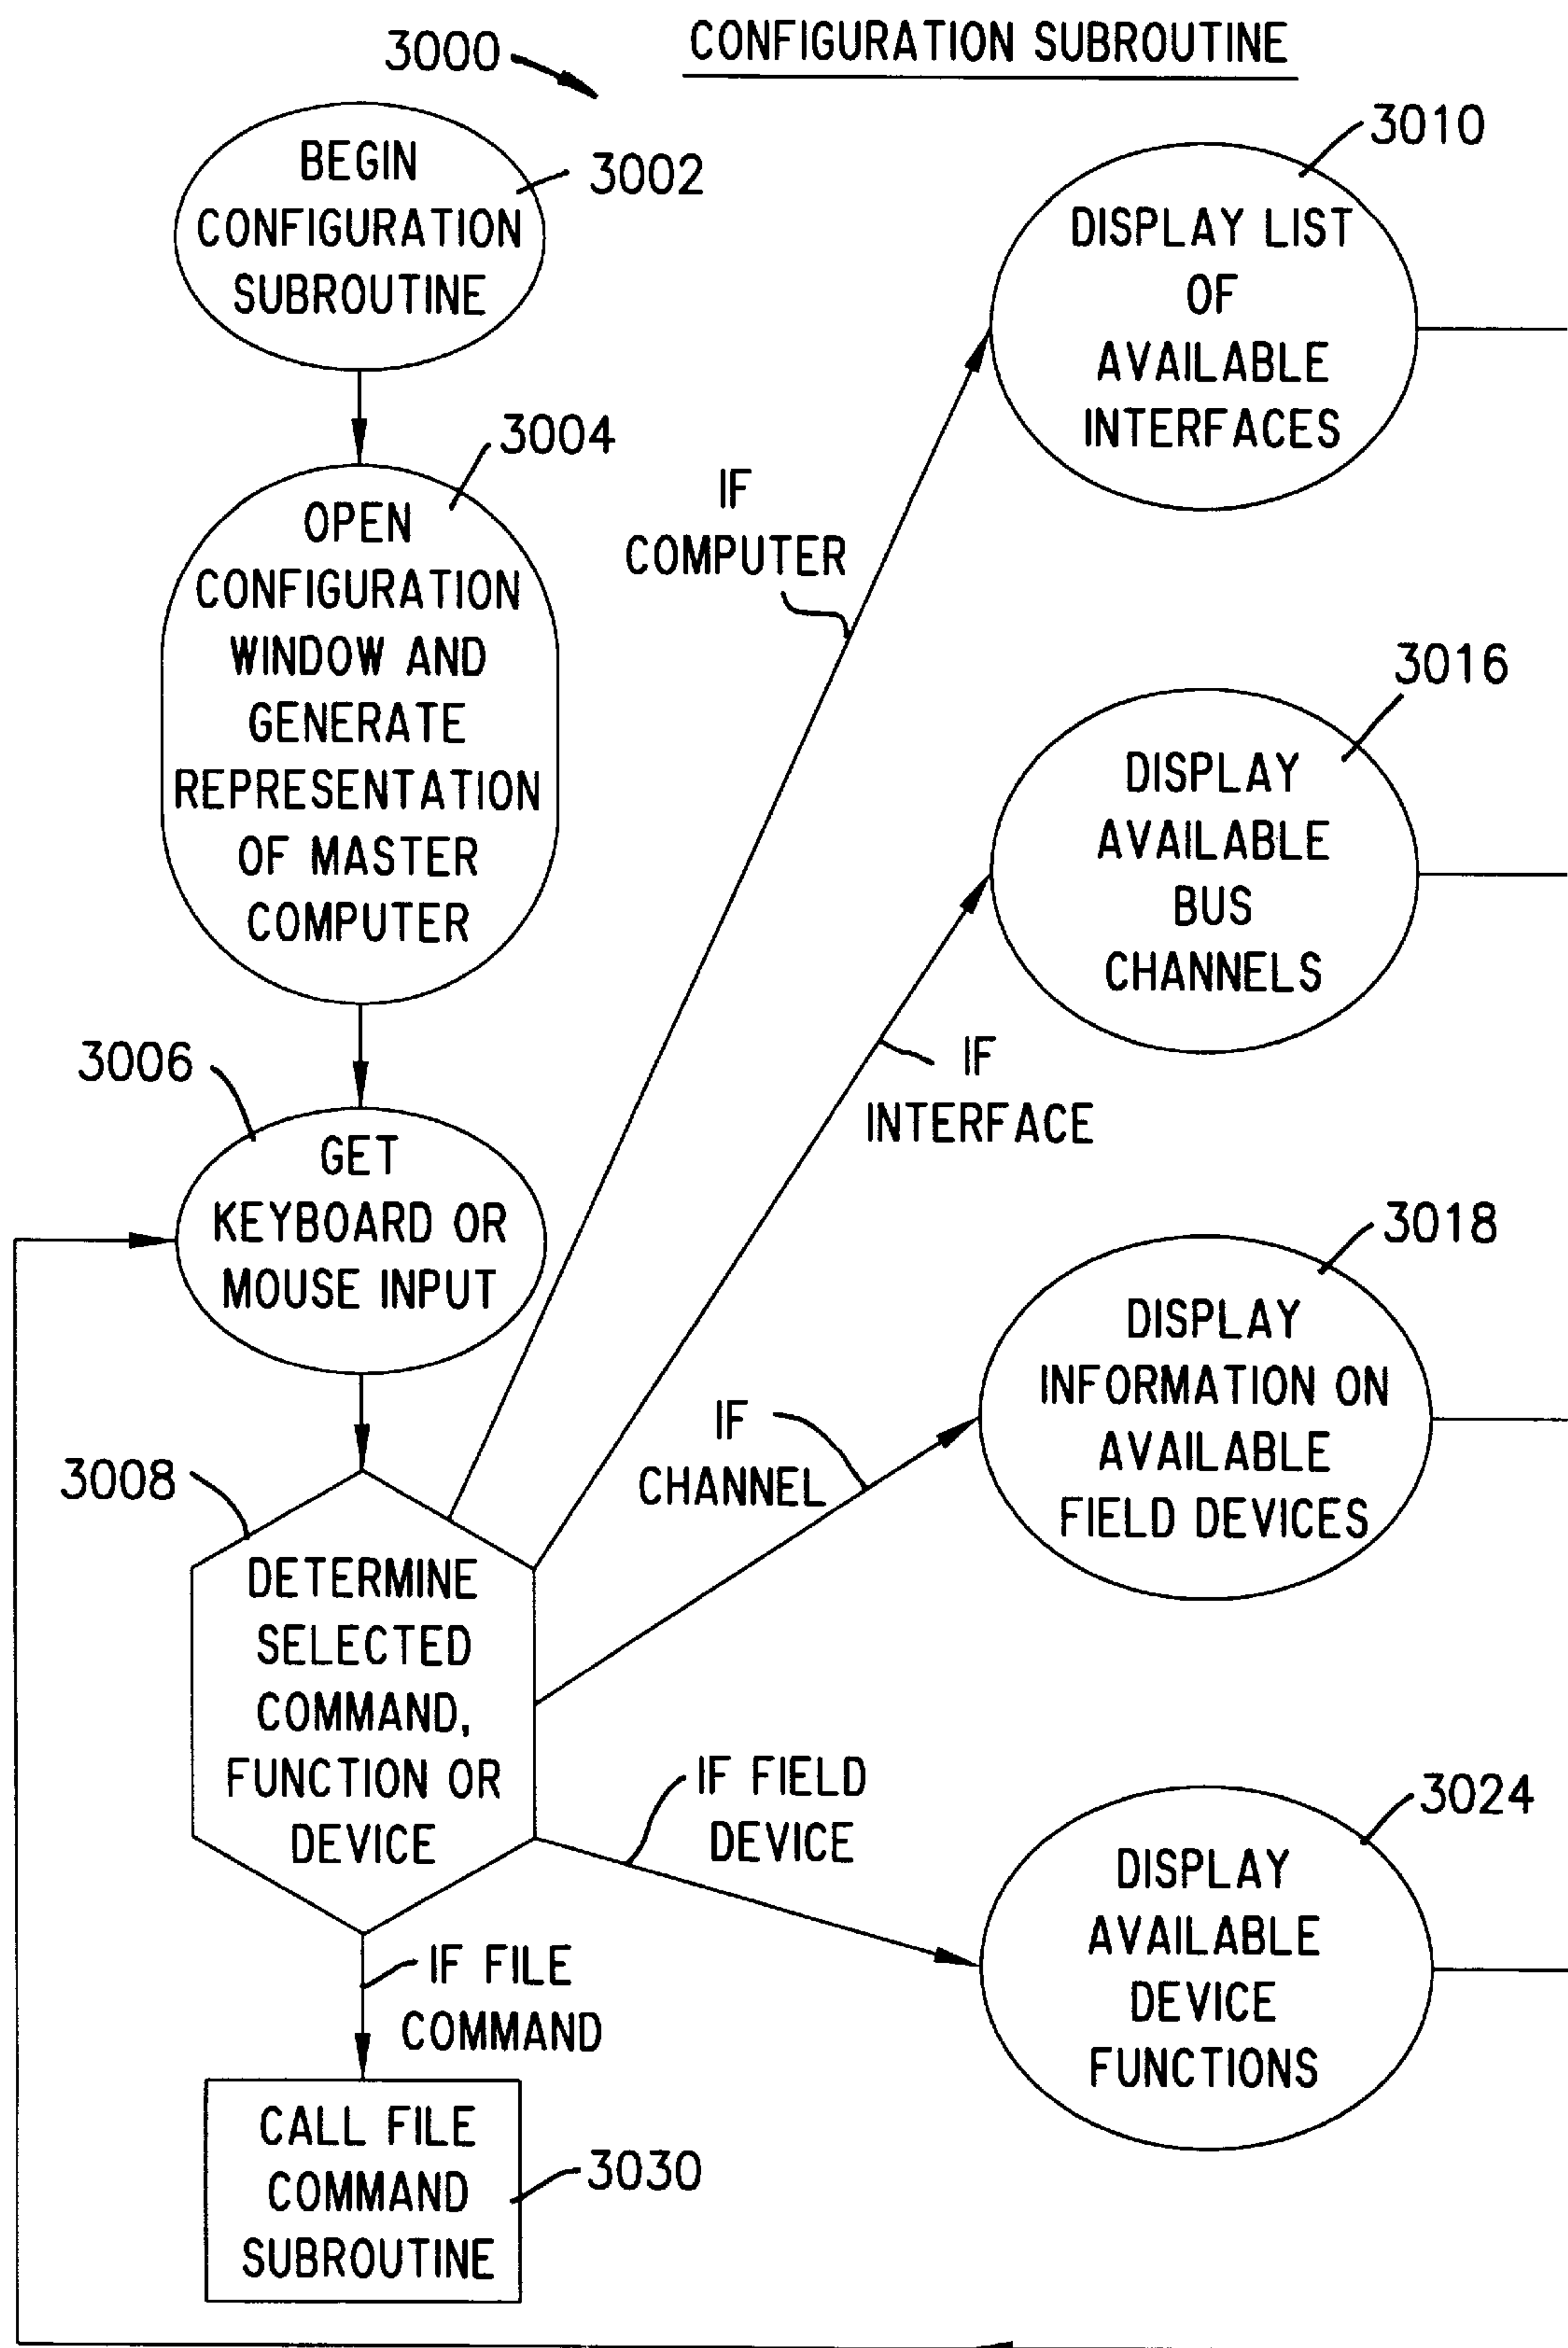 3000
CONFIGURATION SUBROUTINE
BEGIN
CONFIGURATION
SUBROUTINE
3002
3004
OPEN
CONFIGURATION
WINDOW AND
GENERATE
REPRESENTATION
OF MASTER
COMPUTER
3006
GET
KEYBOARD OR
MOUSE INPUT
3008
DETERMINE
SELECTED
COMMAND,
FUNCTION OR
DEVICE
IF FILE
COMMAND
CALL FILE
COMMAND
SUBROUTINE
3030
IF
COMPUTER
3010
DISPLAY LIST
OF
AVAILABLE
INTERFACES
IF
INTERFACE
3016
DISPLAY
AVAILABLE
BUS
CHANNELS
IF
CHANNEL
3018
DISPLAY
INFORMATION ON
AVAILABLE
FIELD DEVICES
IF FIELD
DEVICE
3024
DISPLAY
AVAILABLE
DEVICE
FUNCTIONS